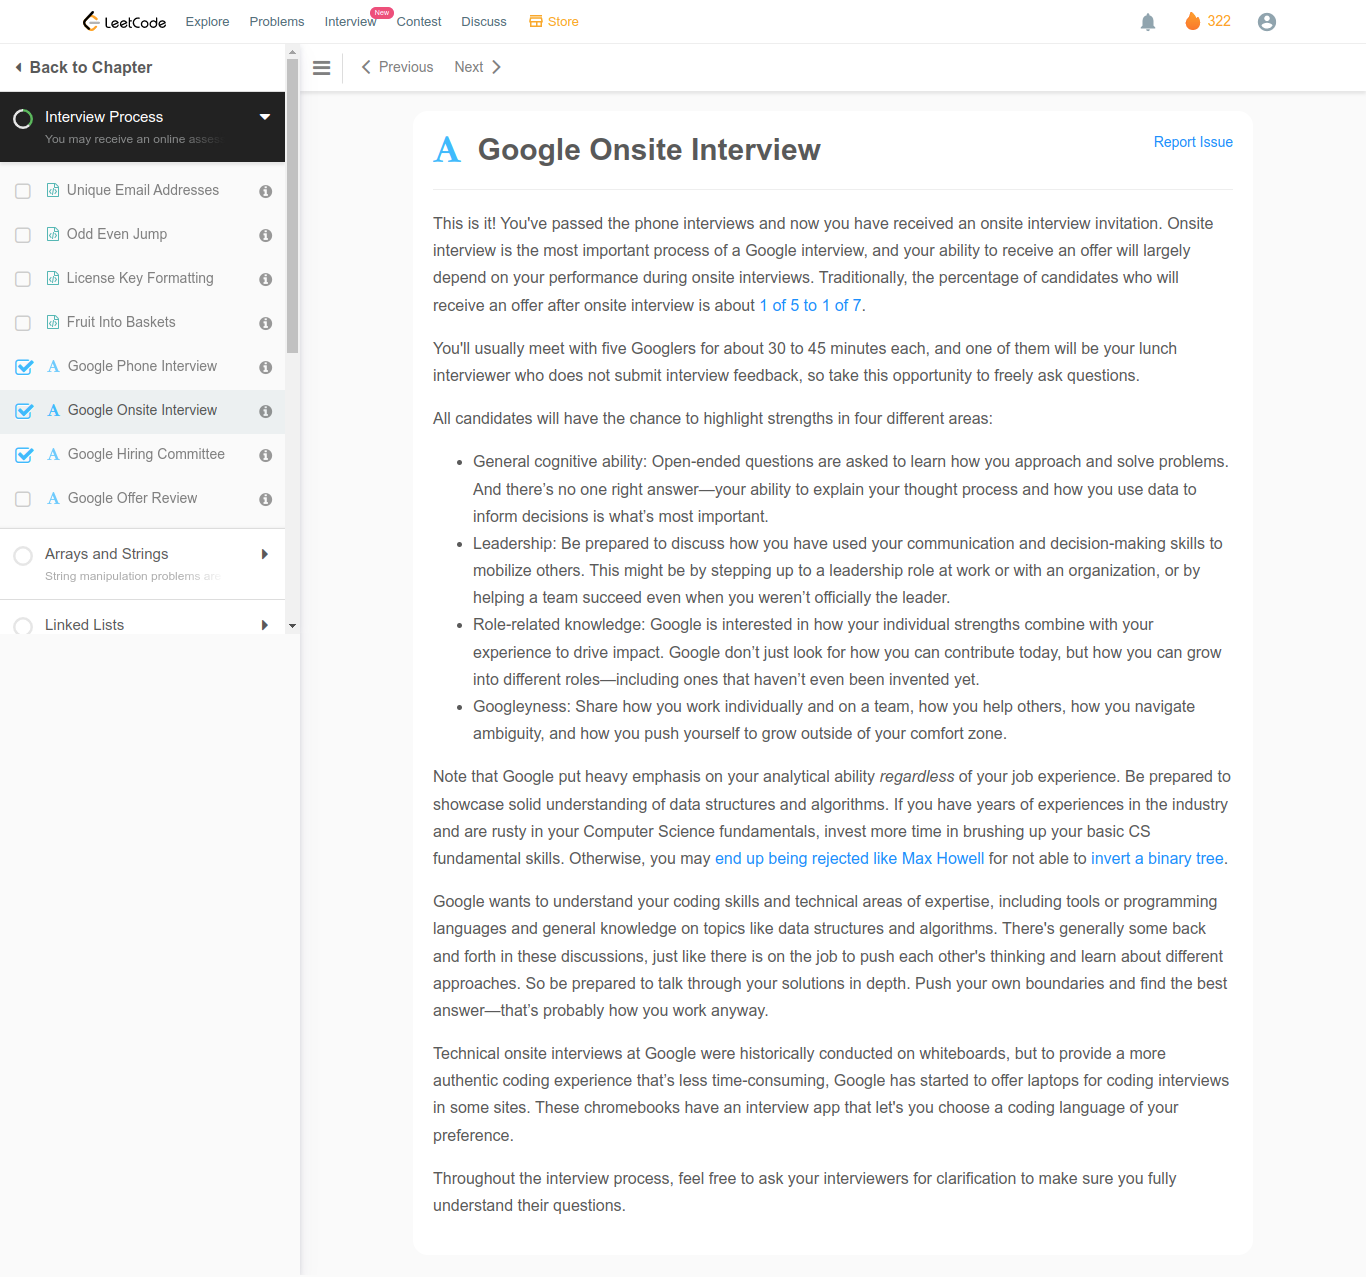 LeetCode Explore Problems Interview New Contest Discuss Store 322
Back to Chapter
Previous Next
Interview Process
You may receive an online asses
Unique Email Addresses
Odd Even Jump
License Key Formatting
Fruit Into Baskets
A Google Phone Interview
A Google Onsite Interview
A Google Hiring Committee
A Google Offer Review
Arrays and Strings
String manipulation problems are
Linked Lists
A Google Onsite Interview
Report Issue
This is it! You've passed the phone interviews and now you have received an onsite interview invitation. Onsite
interview is the most important process of a Google interview, and your ability to receive an offer will largely
depend on your performance during onsite interviews. Traditionally, the percentage of candidates who will
receive an offer after onsite interview is about 1 of 5 to 1 of 7.
You'll usually meet with five Googlers for about 30 to 45 minutes each, and one of them will be your lunch
interviewer who does not submit interview feedback, so take this opportunity to freely ask questions.
All candidates will have the chance to highlight strengths in four different areas:
• General cognitive ability: Open-ended questions are asked to learn how you approach and solve problems.
And there’s no one right answer—your ability to explain your thought process and how you use data to
inform decisions is what’s most important.
• Leadership: Be prepared to discuss how you have used your communication and decision-making skills to
mobilize others. This might be by stepping up to a leadership role at work or with an organization, or by
helping a team succeed even when you weren’t officially the leader.
• Role-related knowledge: Google is interested in how your individual strengths combine with your
experience to drive impact. Google don’t just look for how you can contribute today, but how you can grow
into different roles—including ones that haven’t even been invented yet.
• Googleyness: Share how you work individually and on a team, how you help others, how you navigate
ambiguity, and how you push yourself to grow outside of your comfort zone.
Note that Google put heavy emphasis on your analytical ability regardless of your job experience. Be prepared to
showcase solid understanding of data structures and algorithms. If you have years of experiences in the industry
and are rusty in your Computer Science fundamentals, invest more time in brushing up your basic CS
fundamental skills. Otherwise, you may end up being rejected like Max Howell for not able to invert a binary tree.
Google wants to understand your coding skills and technical areas of expertise, including tools or programming
languages and general knowledge on topics like data structures and algorithms. There's generally some back
and forth in these discussions, just like there is on the job to push each other's thinking and learn about different
approaches. So be prepared to talk through your solutions in depth. Push your own boundaries and find the best
answer—that’s probably how you work anyway.
Technical onsite interviews at Google were historically conducted on whiteboards, but to provide a more
authentic coding experience that’s less time-consuming, Google has started to offer laptops for coding interviews
in some sites. These chromebooks have an interview app that let's you choose a coding language of your
preference.
Throughout the interview process, feel free to ask your interviewers for clarification to make sure you fully
understand their questions.